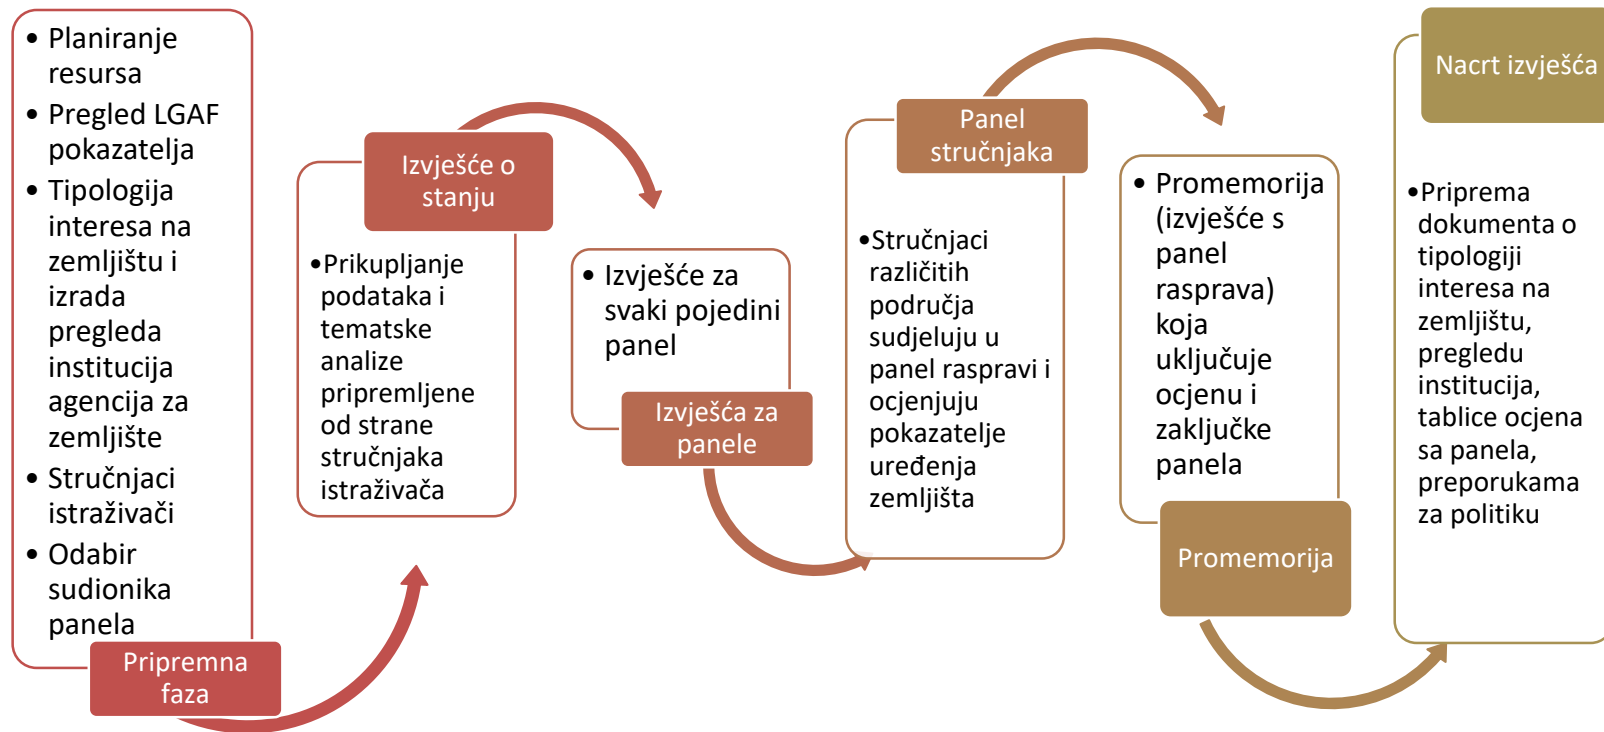 • Planiranje
resursa
• Pregled LGAF
pokazatelja
• Tipologija
interesa na
zemljištu i
izrada
pregleda
institucija
agencija za
zemljište
• Stručnjaci
istraživači
• Odabir
sudionika
panela
Pripremna
faza
Izvješće o
stanju
•Prikupljanje
podataka i
tematske
analize
pripremljene
od strane
stručnjaka
istraživača
• Izvješće za
svaki pojedini
panel
Izvješća za
panele
Panel
stručnjaka
•Stručnjaci
različitih
područja
sudjeluju u
panel raspravi i
ocjenjuju
pokazatelje
uređenja
zemljišta
• Promemorija
(izvješće s
panel
rasprava)
koja
uključuje
ocjenu i
zaključke
panela
Promemorija
Nacrt izvješća
•Priprema
dokumenta o
tipologiji
interesa na
zemljištu,
pregledu
institucija,
tablice ocjena
sa panela,
preporukama
za politiku